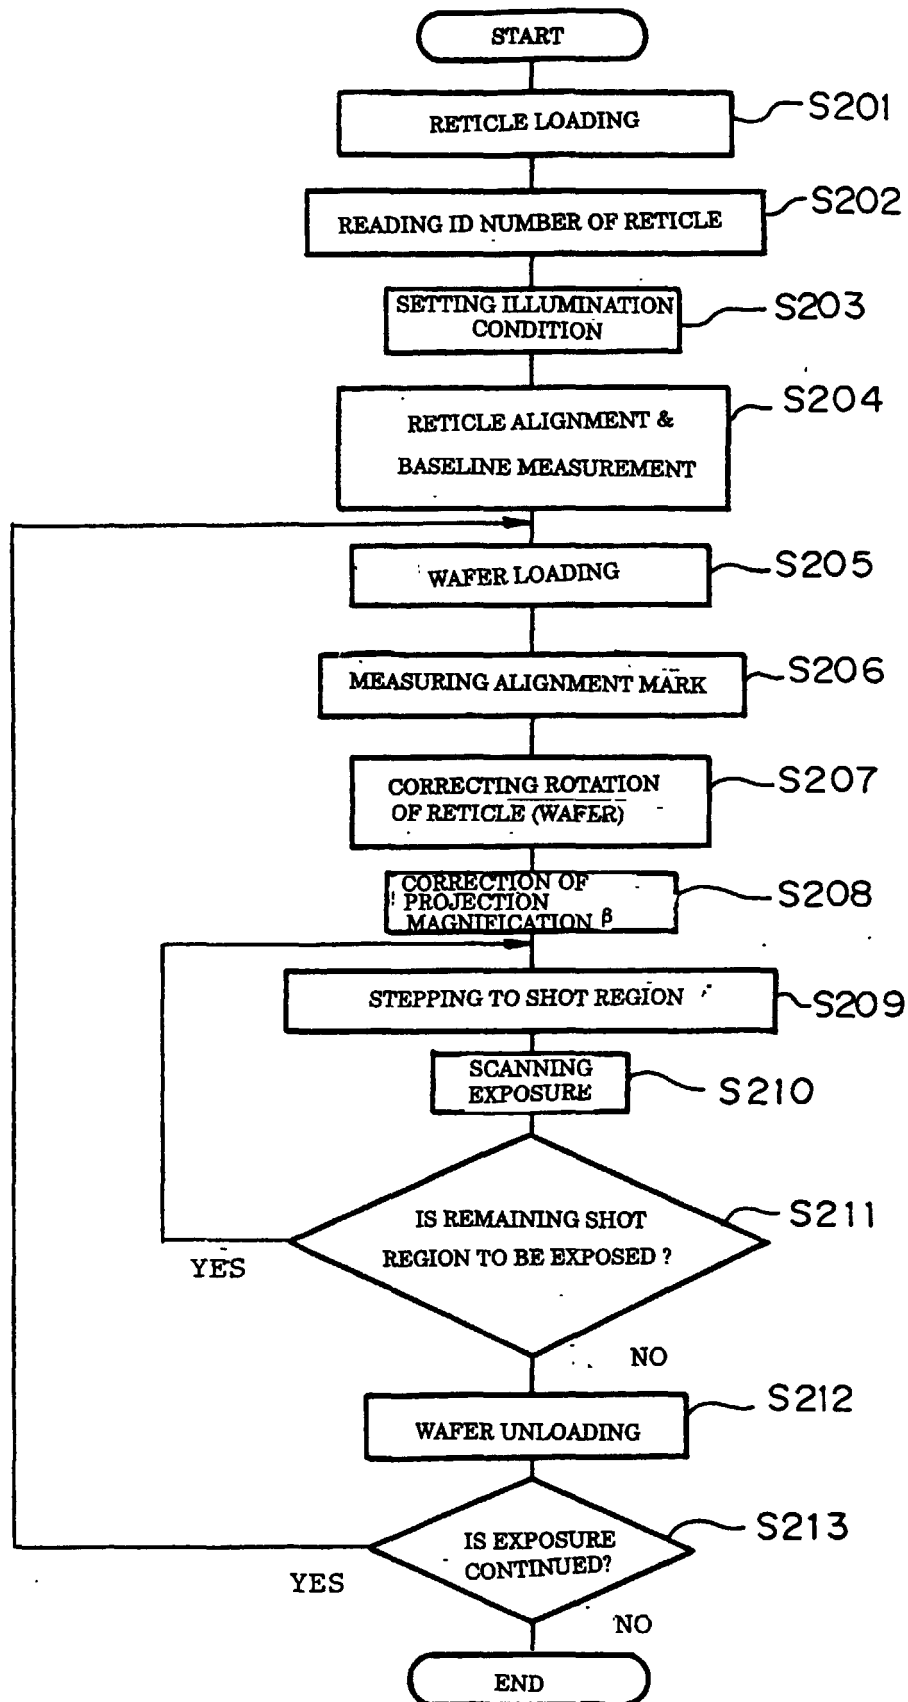 START
RETICLE LOADING
S201
READING ID NUMBER OF RETICLE
S202
SETTING ILLUMINATION
CONDITION
S203
RETICLE ALIGNMENT &
BASELINE MEASUREMENT
S204
WAFER LOADING
S205
MEASURING ALIGNMENT MARK
S206
CORRECTING ROTATION
OF RETICLE (WAFER)
S207
CORRECTION OF
PROJECTION
MAGNIFICATION β
S208
STEPPING TO SHOT REGION
S209
SCANNING
EXPOSURE
S210
IS REMAINING SHOT
REGION TO BE EXPOSED ?
S211
YES
NO
WAFER UNLOADING
S212
IS EXPOSURE
CONTINUED?
S213
YES
NO
END